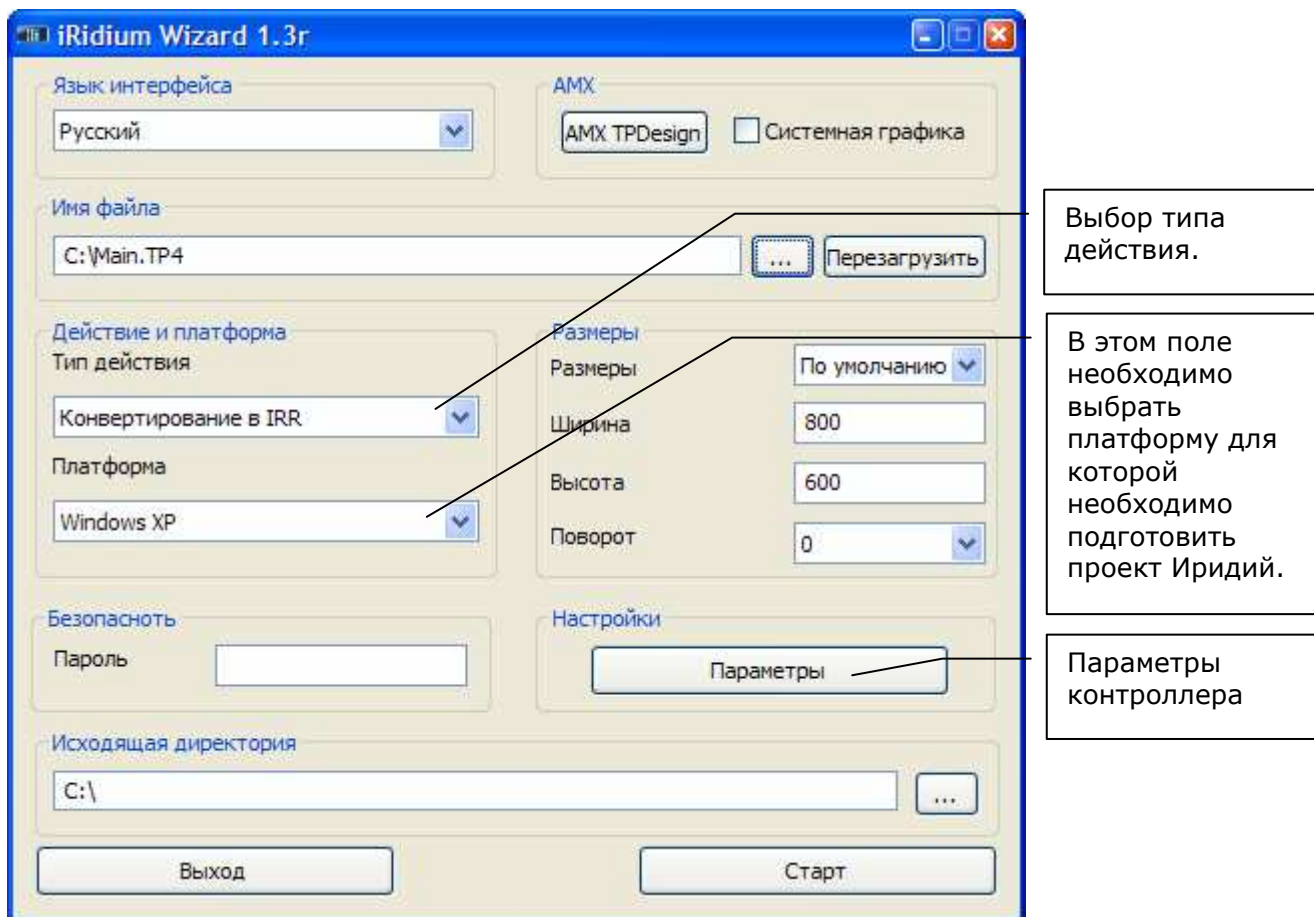 iRidium Wizard 1.3r
Язык интерфейса
Русский
AMX
AMX TPDesign
Системная графика
Имя файла
C:\Main.TP4
...
Перезагрузить
Действие и платформа
Тип действия
Конвертирование в IRR
Платформа
Windows XP
Размеры
Размеры
По умолчанию
Ширина
800
Высота
600
Поворот
0
Безопасноть
Пароль
Настройки
Параметры
Исходящая директория
C:\
...
Выход
Старт
Выбор типа
действия.
В этом поле
необходимо
выбрать
платформу для
которой
необходимо
подготовить
проект Иридий.
Параметры
контроллера